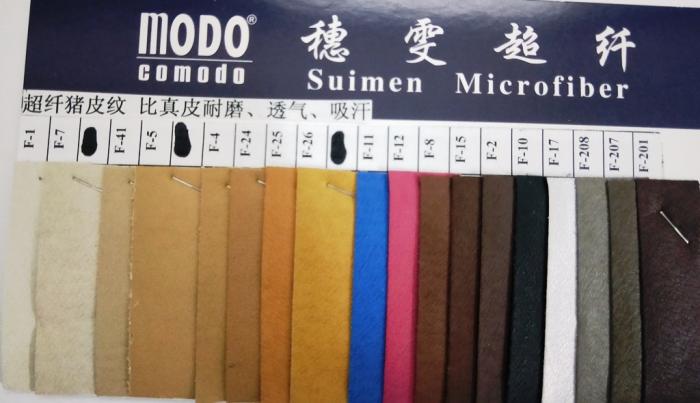 MODO®
comodo
穗雯超纤
Suimen Microfiber
超纤猪皮纹 比真皮耐磨、透气、吸汗
F-1 F-7 F-41 F-5 F-4 F-24 F-25 F-26 F-11 F-12 F-8 F-15 F-2 F-10 F-17 F-208 F-207 F-201